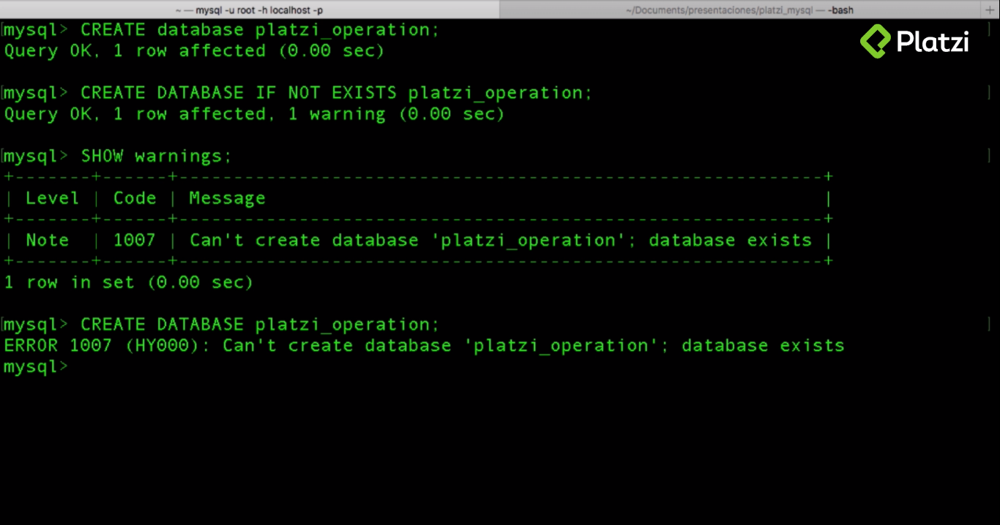 ~ — mysql -u root -h localhost -p
~/Documents/presentaciones/platzi_mysql — -bash
mysql> CREATE database platzi_operation;
Query OK, 1 row affected (0.00 sec)
Platzi
mysql> CREATE DATABASE IF NOT EXISTS platzi_operation;
Query OK, 1 row affected, 1 warning (0.00 sec)
mysql> SHOW warnings;
+-------+------+-----------------------------------------------------------+
| Level | Code | Message                                                   |
+-------+------+-----------------------------------------------------------+
| Note  | 1007 | Can't create database 'platzi_operation'; database exists |
+-------+------+-----------------------------------------------------------+
1 row in set (0.00 sec)
mysql> CREATE DATABASE platzi_operation;
ERROR 1007 (HY000): Can't create database 'platzi_operation'; database exists
mysql>